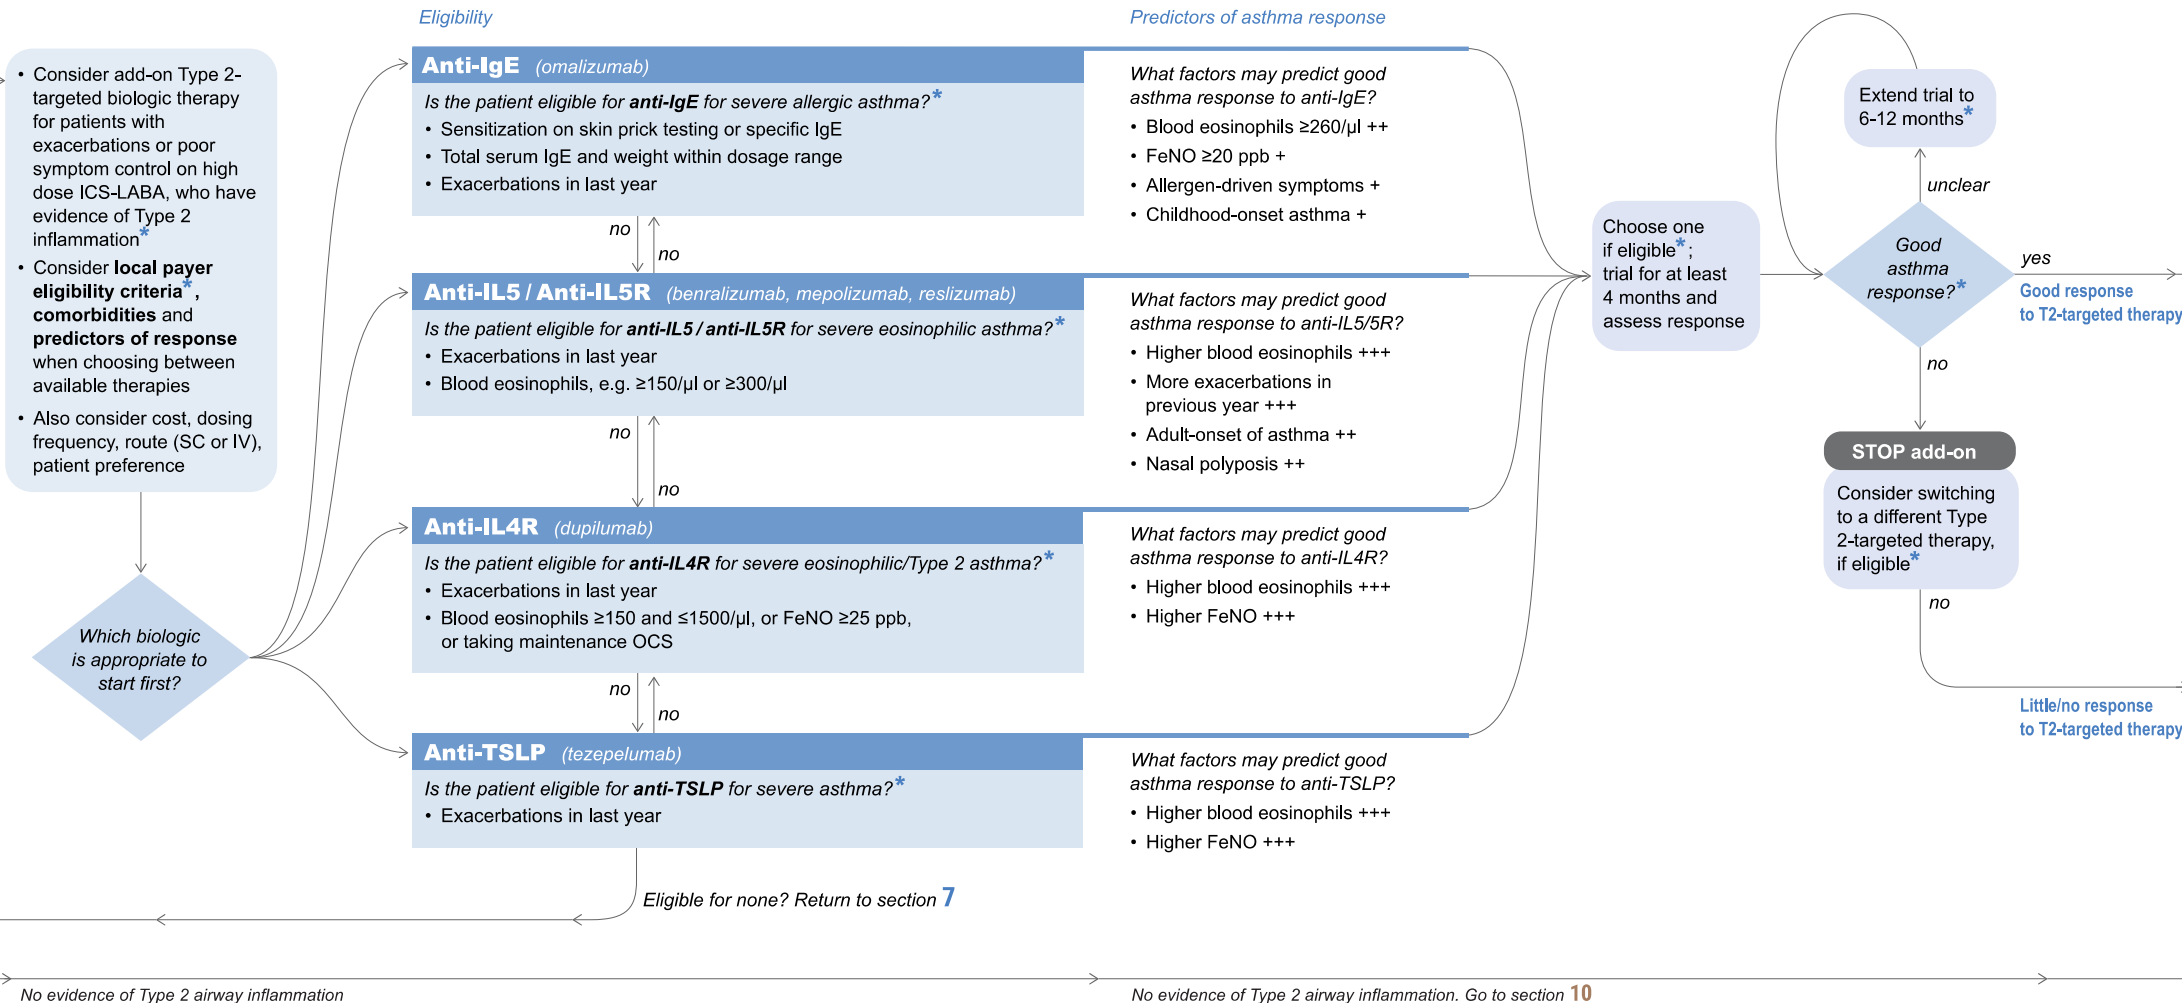 Eligibility
Predictors of asthma response
• Consider add-on Type 2-
targeted biologic therapy
for patients with
exacerbations or poor
symptom control on high
dose ICS-LABA, who have
evidence of Type 2
inflammation*
• Consider local payer
eligibility criteria*,
comorbidities and
predictors of response
when choosing between
available therapies
• Also consider cost, dosing
frequency, route (SC or IV),
patient preference
Which biologic
is appropriate to
start first?
Anti-IgE (omalizumab)
Is the patient eligible for anti-IgE for severe allergic asthma?*
• Sensitization on skin prick testing or specific IgE
• Total serum IgE and weight within dosage range
• Exacerbations in last year
What factors may predict good
asthma response to anti-IgE?
• Blood eosinophils ≥260/μl ++
• FeNO ≥20 ppb +
• Allergen-driven symptoms +
• Childhood-onset asthma +
no
no
Anti-IL5 / Anti-IL5R (benralizumab, mepolizumab, reslizumab)
Is the patient eligible for anti-IL5 / anti-IL5R for severe eosinophilic asthma?*
• Exacerbations in last year
• Blood eosinophils, e.g. ≥150/μl or ≥300/μl
What factors may predict good
asthma response to anti-IL5/5R?
• Higher blood eosinophils +++
• More exacerbations in
previous year +++
• Adult-onset of asthma ++
• Nasal polyposis ++
no
no
Anti-IL4R (dupilumab)
Is the patient eligible for anti-IL4R for severe eosinophilic/Type 2 asthma?*
• Exacerbations in last year
• Blood eosinophils ≥150 and ≤1500/μl, or FeNO ≥25 ppb,
or taking maintenance OCS
What factors may predict good
asthma response to anti-IL4R?
• Higher blood eosinophils +++
• Higher FeNO +++
no
no
Anti-TSLP (tezepelumab)
Is the patient eligible for anti-TSLP for severe asthma?*
• Exacerbations in last year
What factors may predict good
asthma response to anti-TSLP?
• Higher blood eosinophils +++
• Higher FeNO +++
Eligible for none? Return to section 7
Choose one
if eligible*;
trial for at least
4 months and
assess response
Extend trial to
6-12 months*
unclear
Good
asthma
response?*
yes
Good response
to T2-targeted therapy
no
STOP add-on
Consider switching
to a different Type
2-targeted therapy,
if eligible*
no
Little/no response
to T2-targeted therapy
No evidence of Type 2 airway inflammation
No evidence of Type 2 airway inflammation. Go to section 10